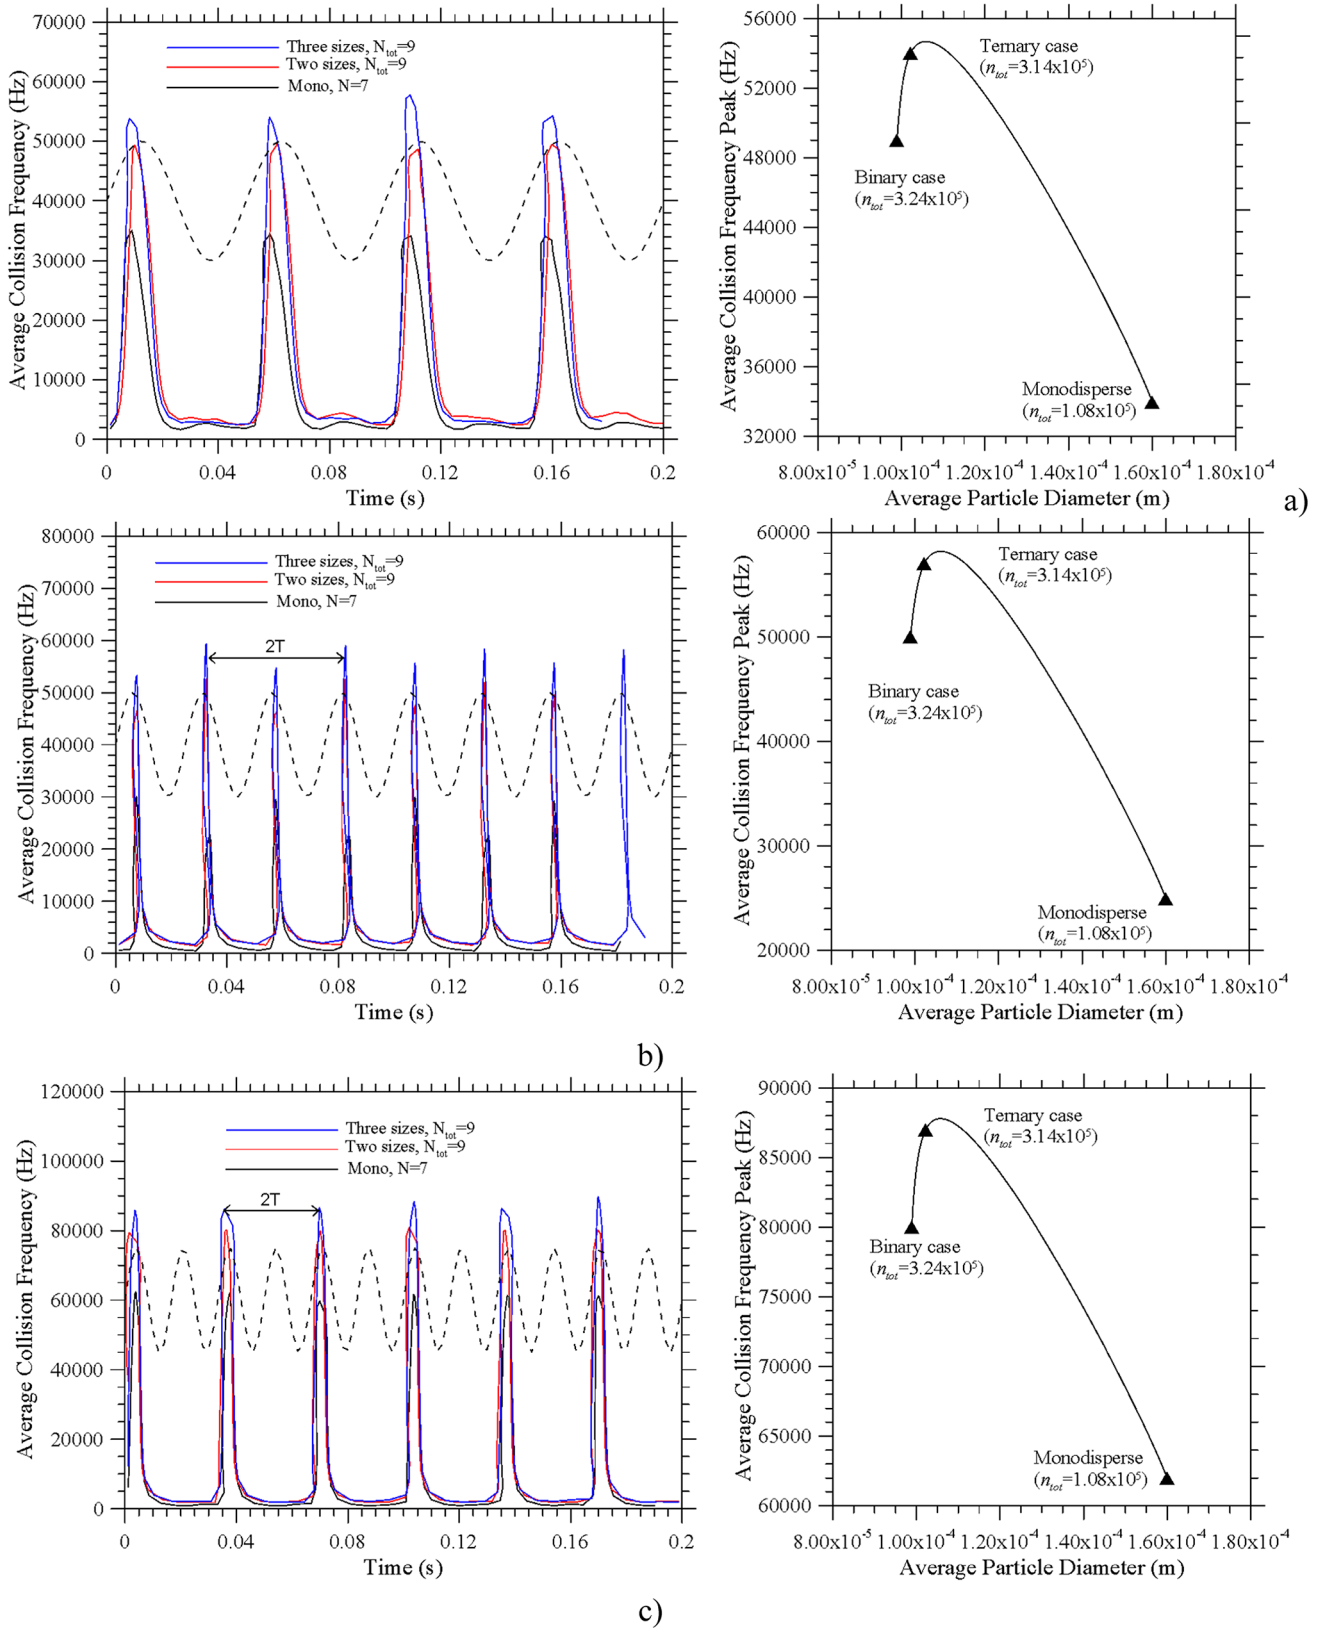 70000
60000
50000
40000
30000
20000
10000
0
Average Collision Frequency (Hz)
Three sizes, Ntot=9
Two sizes, Ntot=9
Mono, N=7
0 0.04 0.08 0.12 0.16 0.2
Time (s)
56000
52000
48000
44000
40000
36000
32000
Average Collision Frequency Peak (Hz)
Ternary case
(ntot=3.14x10⁵)
Binary case
(ntot=3.24x10⁵)
Monodisperse
(ntot=1.08x10⁵)
8.00x10⁻⁵ 1.00x10⁻⁴ 1.20x10⁻⁴ 1.40x10⁻⁴ 1.60x10⁻⁴ 1.80x10⁻⁴
Average Particle Diameter (m)
a)
80000
70000
60000
50000
40000
30000
20000
10000
0
Average Collision Frequency (Hz)
Three sizes, Ntot=9
Two sizes, Ntot=9
Mono, N=7
2T
0 0.04 0.08 0.12 0.16 0.2
Time (s)
60000
50000
40000
30000
20000
Average Collision Frequency Peak (Hz)
Ternary case
(ntot=3.14x10⁵)
Binary case
(ntot=3.24x10⁵)
Monodisperse
(ntot=1.08x10⁵)
8.00x10⁻⁵ 1.00x10⁻⁴ 1.20x10⁻⁴ 1.40x10⁻⁴ 1.60x10⁻⁴ 1.80x10⁻⁴
Average Particle Diameter (m)
b)
120000
100000
80000
60000
40000
20000
0
Average Collision Frequency (Hz)
Three sizes, Ntot=9
Two sizes, Ntot=9
Mono, N=7
2T
0 0.04 0.08 0.12 0.16 0.2
Time (s)
90000
85000
80000
75000
70000
65000
60000
Average Collision Frequency Peak (Hz)
Ternary case
(ntot=3.14x10⁵)
Binary case
(ntot=3.24x10⁵)
Monodisperse
(ntot=1.08x10⁵)
8.00x10⁻⁵ 1.00x10⁻⁴ 1.20x10⁻⁴ 1.40x10⁻⁴ 1.60x10⁻⁴ 1.80x10⁻⁴
Average Particle Diameter (m)
c)